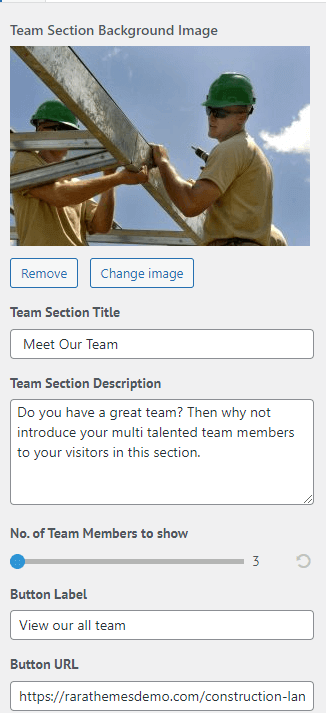 Team Section Background Image
Remove
Change image
Team Section Title
Meet Our Team
Team Section Description
Do you have a great team? Then why not
introduce your multi talented team members
to your visitors in this section.
No. of Team Members to show
3
Button Label
View our all team
Button URL
https://rarathemesdemo.com/construction-lan